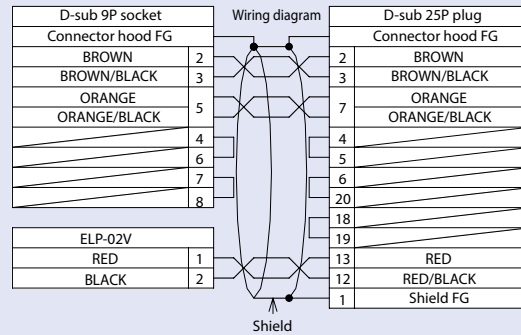 D-sub 9P socket Wiring diagram D-sub 25P plug
Connector hood FG Connector hood FG
BROWN 2 2 BROWN
BROWN/BLACK 3 3 BROWN/BLACK
ORANGE 5 7 ORANGE
ORANGE/BLACK ORANGE/BLACK
4 4
6 5
7 6
8 20
18
ELP-02V 19
RED 1 13 RED
BLACK 2 12 RED/BLACK
1 Shield FG
Shield